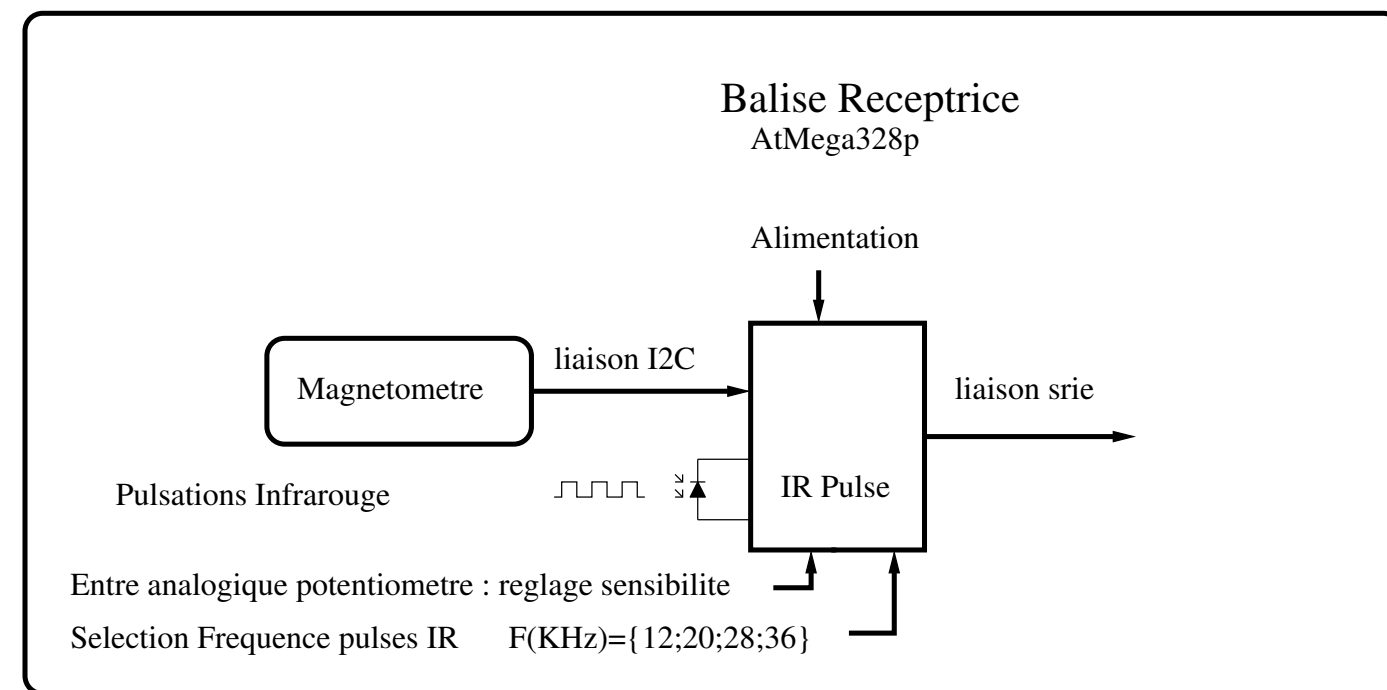 Balise Receptrice
AtMega328p
Alimentation
liaison I2C
Magnetometre
liaison srie
Pulsations Infrarouge
IR Pulse
Entre analogique potentiometre : reglage sensibilite
Selection Frequence pulses IR F(KHz)={12;20;28;36}